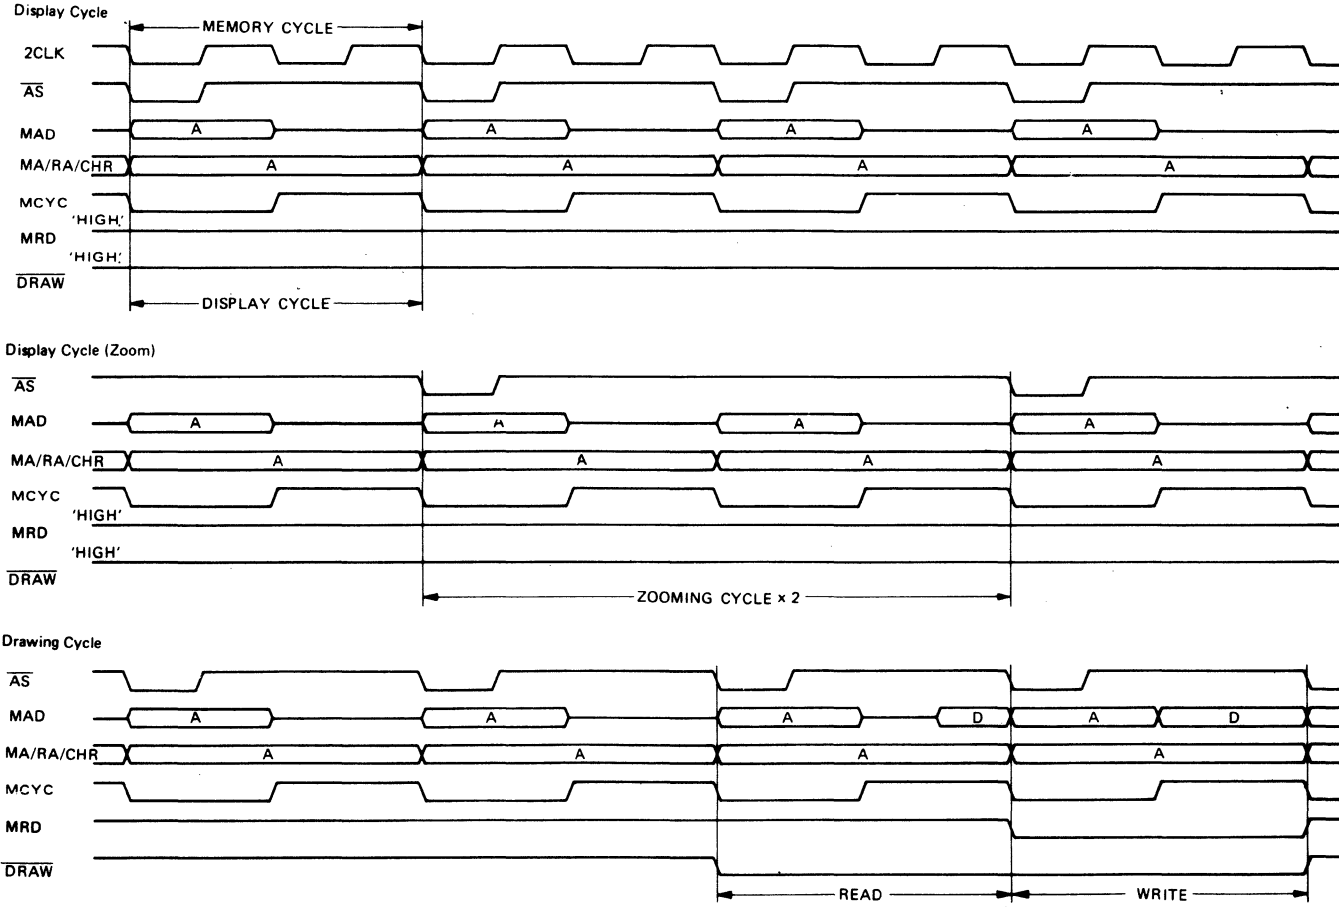 Display Cycle
MEMORY CYCLE
2CLK
AS
MAD A A A A
MA/RA/CHR A A A A
MCYC
'HIGH'
MRD
'HIGH'
DRAW
DISPLAY CYCLE
Display Cycle (Zoom)
AS
MAD A A A A
MA/RA/CHR A A A A
MCYC
'HIGH'
MRD
'HIGH'
DRAW
ZOOMING CYCLE x 2
Drawing Cycle
AS
MAD A A A D A D
MA/RA/CHR A A A A
MCYC
MRD
DRAW
READ WRITE